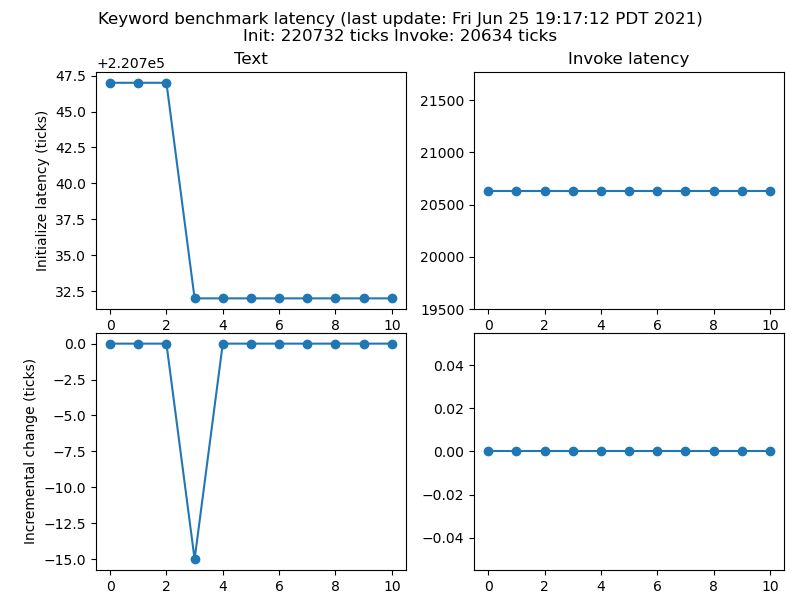 Keyword benchmark latency (last update: Fri Jun 25 19:17:12 PDT 2021)
Init: 220732 ticks Invoke: 20634 ticks
Text
+2.207e5
47.5
45.0
42.5
40.0
37.5
35.0
32.5
Initialize latency (ticks)
0 2 4 6 8 10
Invoke latency
21500
21000
20500
20000
19500
0 2 4 6 8 10
0.0
−2.5
−5.0
−7.5
−10.0
−12.5
−15.0
Incremental change (ticks)
0 2 4 6 8 10
0.04
0.02
0.00
−0.02
−0.04
0 2 4 6 8 10